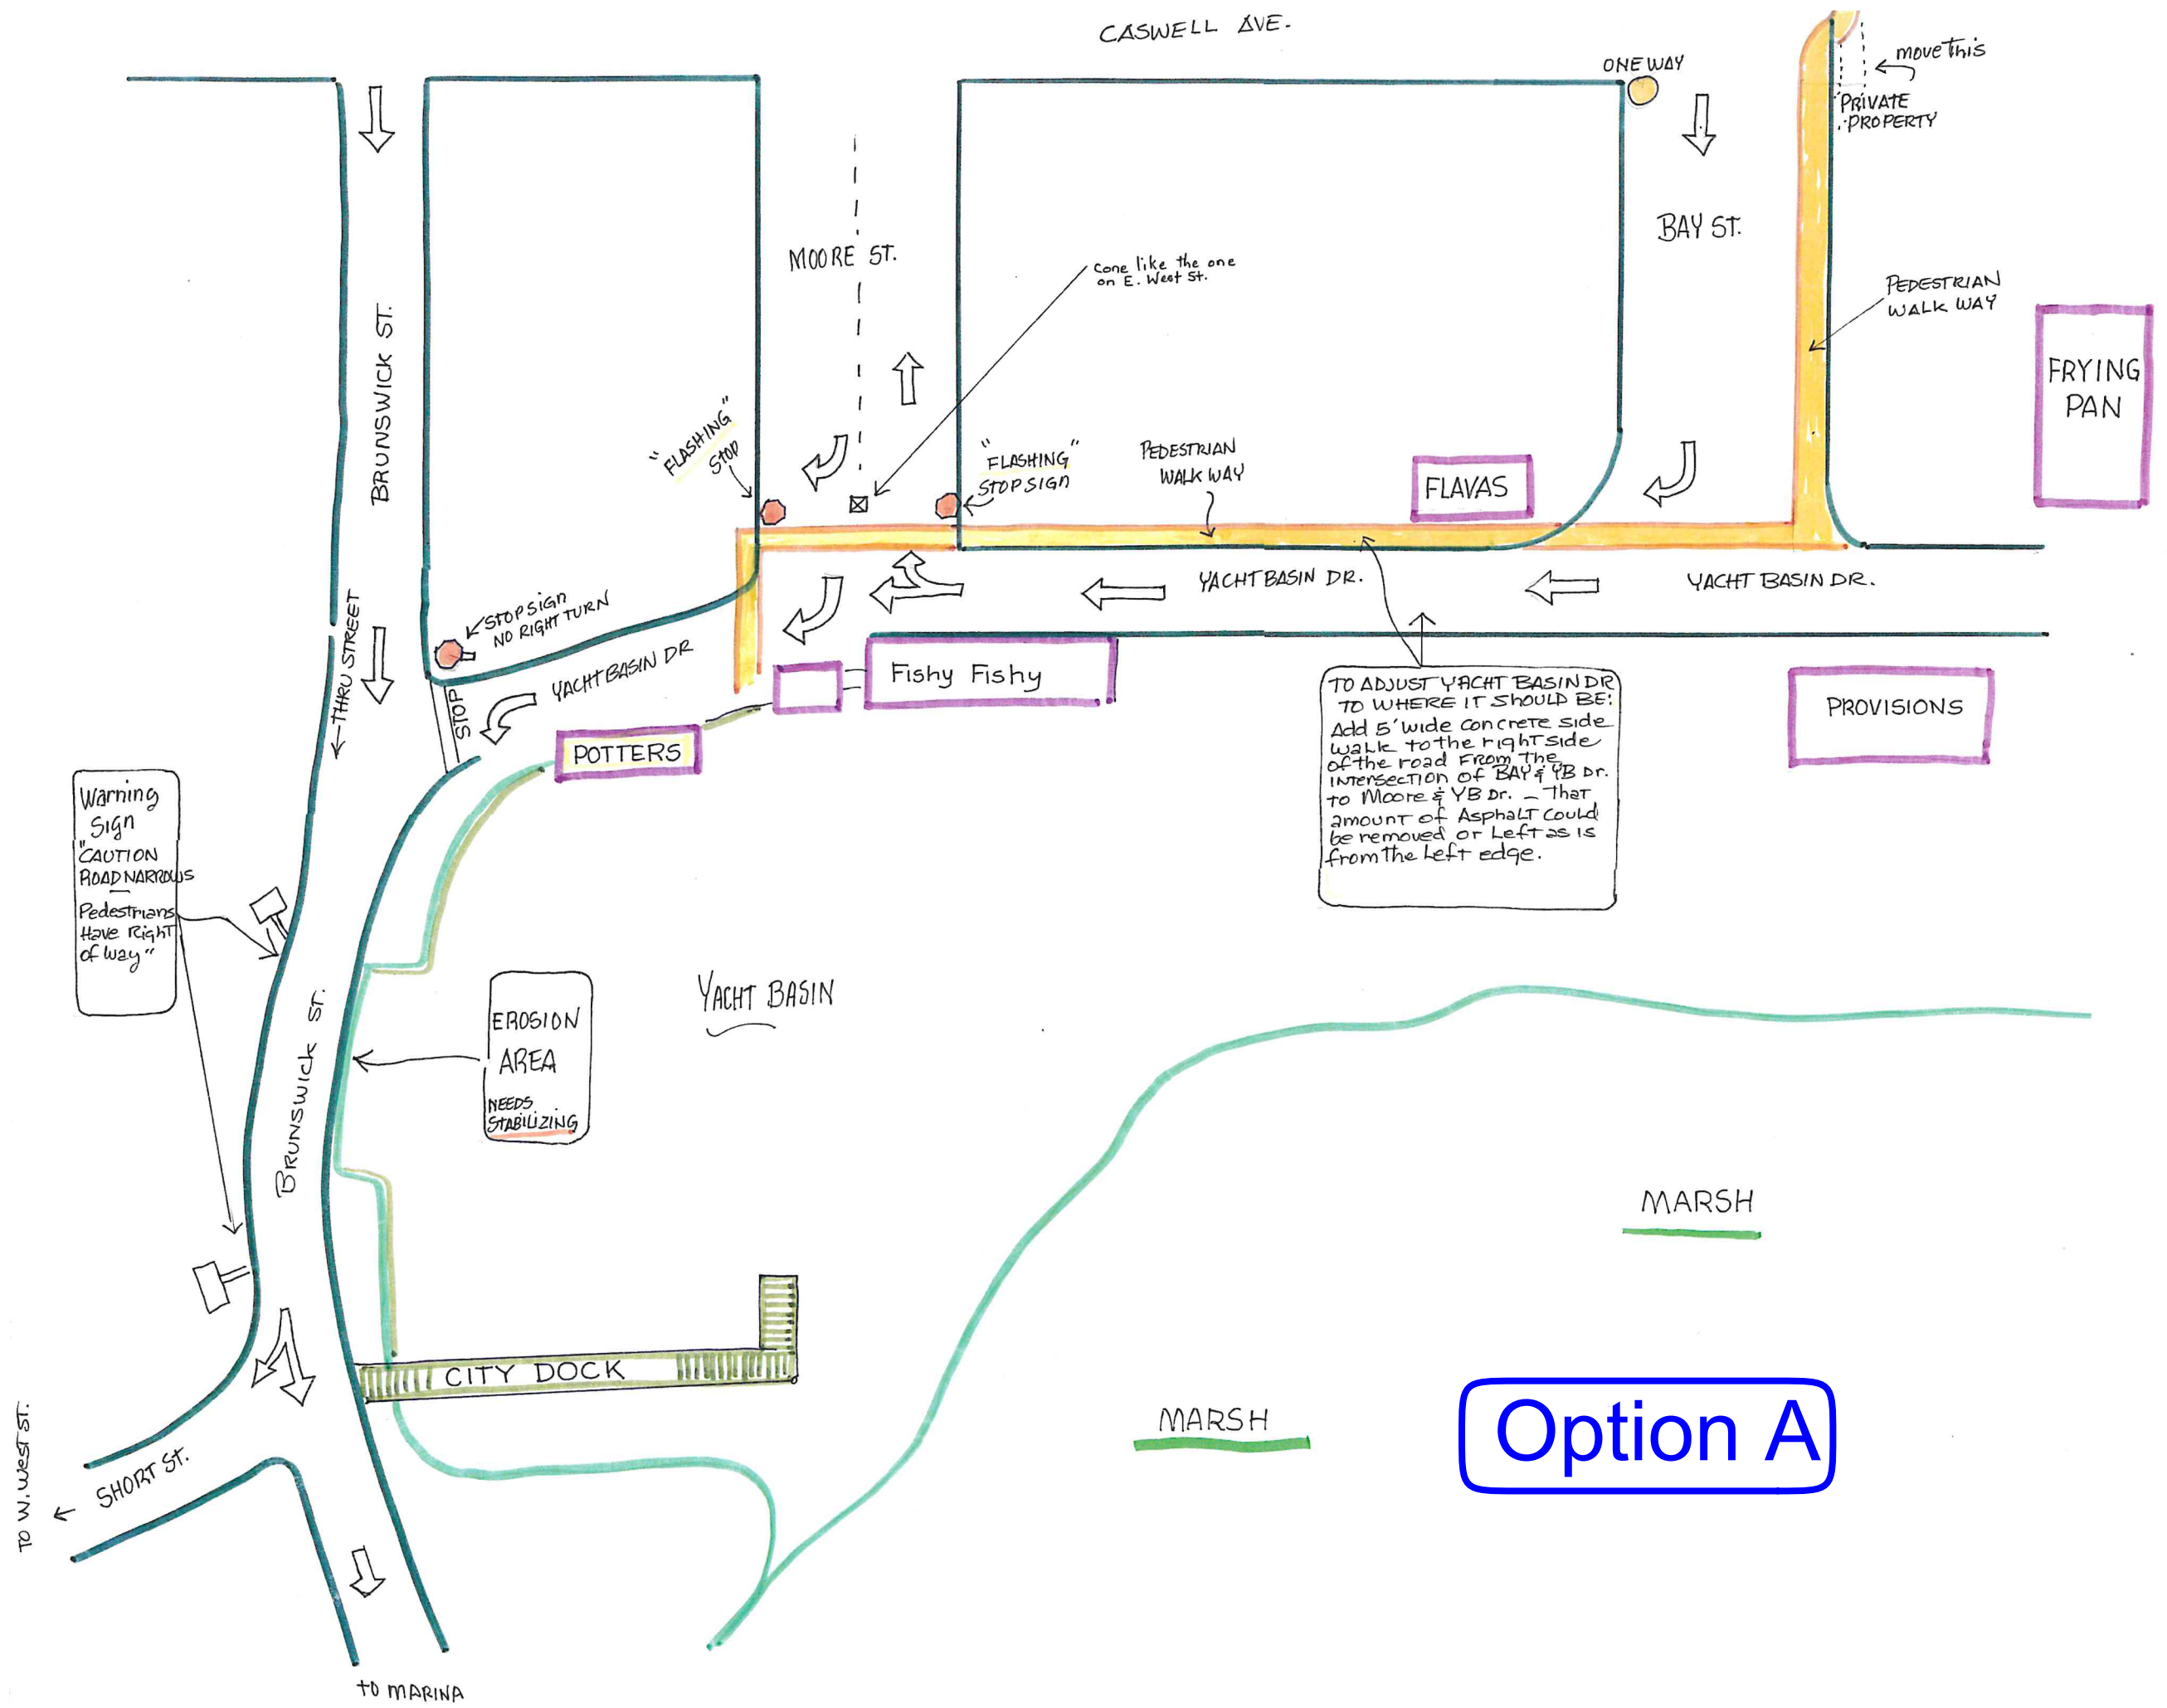 CASWELL AVE.
ONE WAY
move This
PRIVATE
PROPERTY
BAY ST.
MOORE ST.
Cone like the one
on E. West St.
PEDESTRIAN
WALK WAY
FRYING
PAN
BRUNSWICK ST.
"FLASHING"
STOP
"FLASHING"
STOP SIGN
PEDESTRIAN
WALK WAY
FLAVAS
YACHT BASIN DR.
YACHT BASIN DR.
STOP SIGN
NO RIGHT TURN
THRU STREET
YACHT BASIN DR
STOP
Fishy Fishy
POTTERS
PROVISIONS
TO ADJUST YACHT BASIN DR
TO WHERE IT SHOULD BE:
Add 5' wide concrete side
walk to the right side
of the road From The
INTERSECTION of BAY & YB Dr.
to Moore & YB Dr. - That
amount of Asphalt could
be removed or Left as is
from the Left edge.
Warning
Sign
"CAUTION
ROAD NARROWS
Pedestrians
Have Right
of Way"
EROSION
AREA
NEEDS
STABILIZING
YACHT BASIN
BRUNSWICK ST.
MARSH
CITY DOCK
MARSH
Option A
SHORT ST.
TO W. WEST ST.
TO MARINA